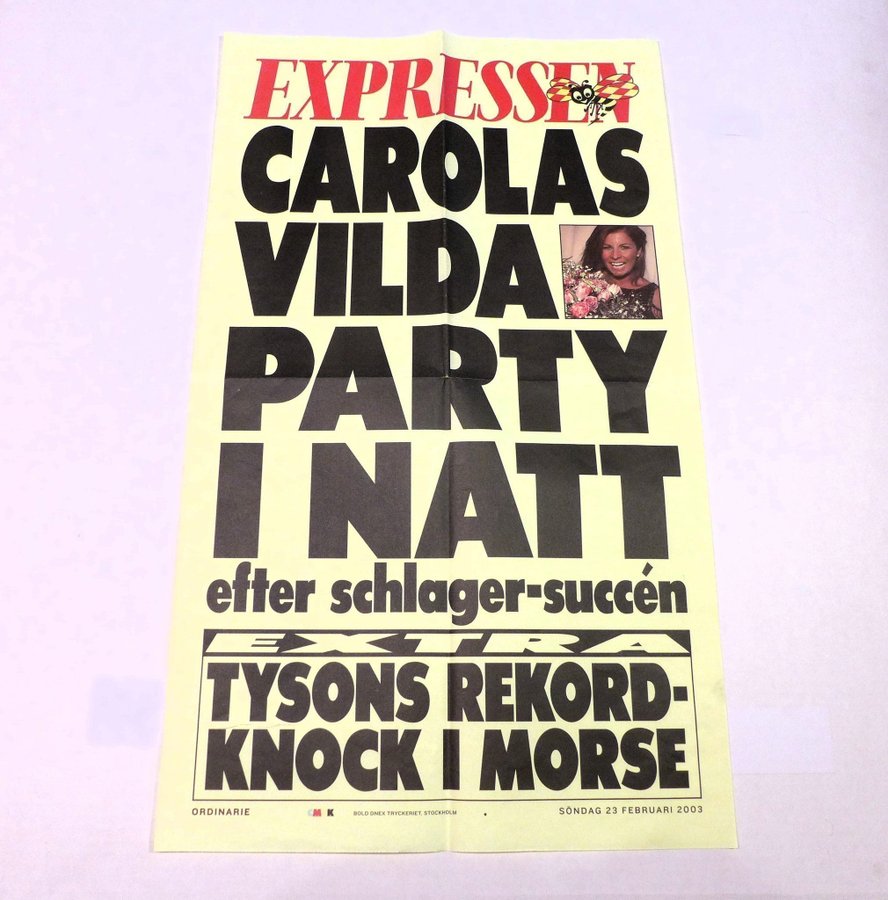 EXPRESSEN
CAROLAS
VILDA
PARTY
I NATT
efter schlager-succén
EXTRA
TYSONS REKORD-
KNOCK I MORSE
ORDINARIE CMYK BOLD DNEX TRYCKERIET, STOCKHOLM SÖNDAG 23 FEBRUARI 2003